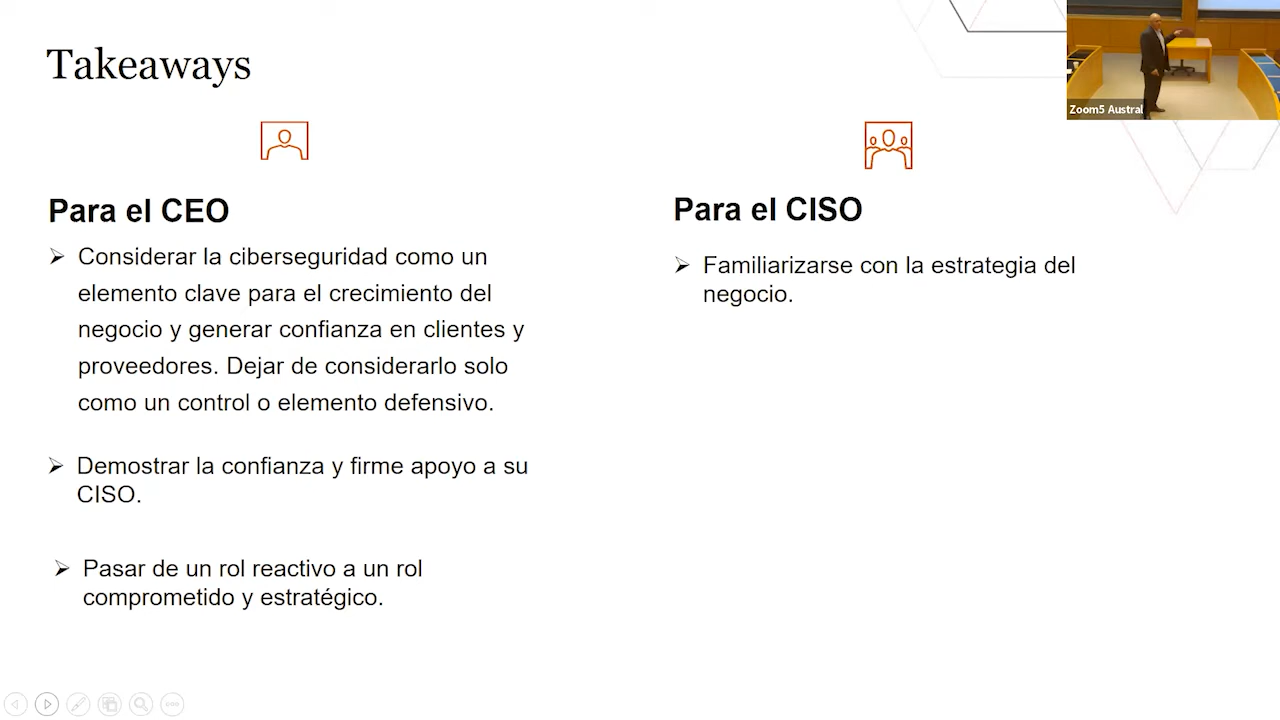 Takeaways
Zoom5 Austral
Para el CEO
Considerar la ciberseguridad como un
elemento clave para el crecimiento del
negocio y generar confianza en clientes y
proveedores. Dejar de considerarlo solo
como un control o elemento defensivo.
Demostrar la confianza y firme apoyo a su
CISO.
Pasar de un rol reactivo a un rol
comprometido y estratégico.
Para el CISO
Familiarizarse con la estrategia del
negocio.